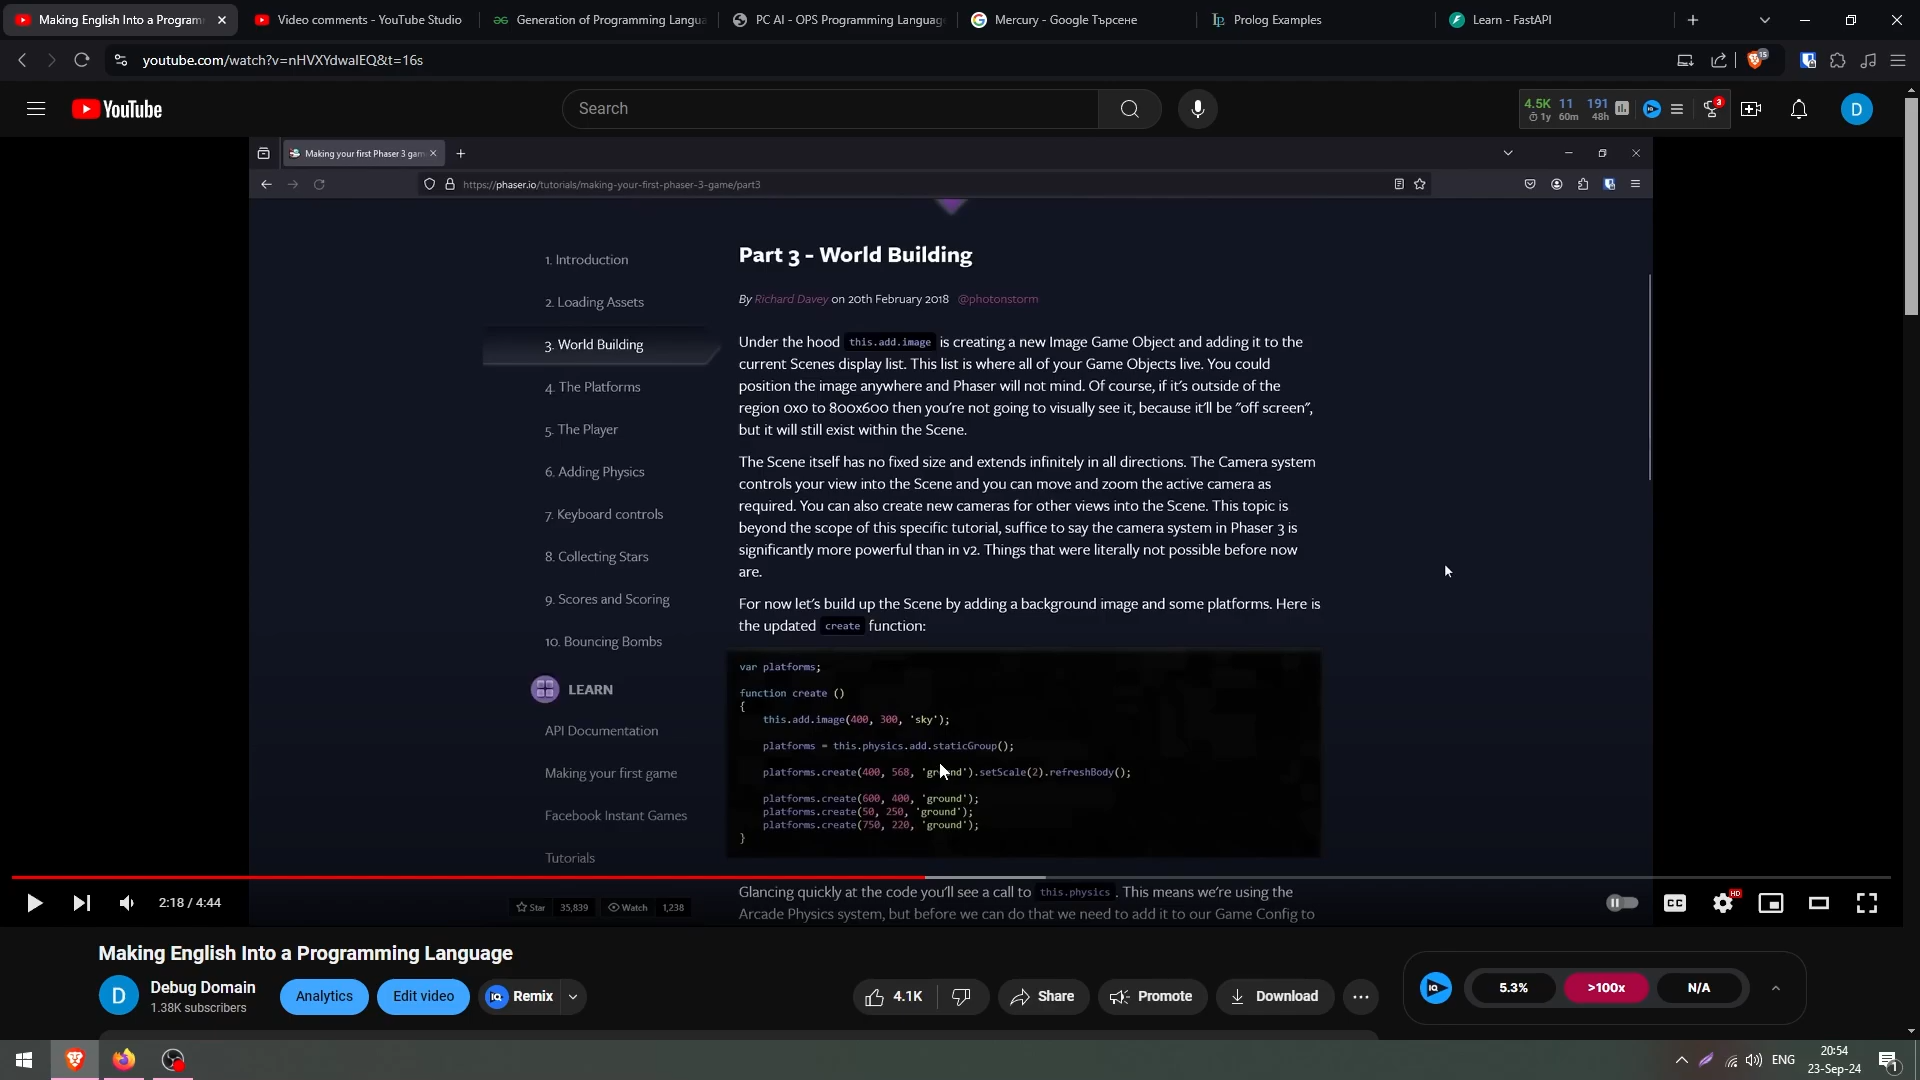 Making English Into a Program
Video comments - YouTube Studio
Generation of Programming Langua
PC AI - OPS Programming Language
Mercury - Google Търсене
Prolog Examples
Learn - FastAPI
youtube.com/watch?v=nHVXYdwaIEQ&t=16s
15
YouTube
Search
4.5K 11 191
1y 60m 48h
IQ
3
D
Making your first Phaser 3 gam
https://phaser.io/tutorials/making-your-first-phaser-3-game/part3
1. Introduction
2. Loading Assets
3. World Building
4. The Platforms
5. The Player
6. Adding Physics
7. Keyboard controls
8. Collecting Stars
9. Scores and Scoring
10. Bouncing Bombs
LEARN
API Documentation
Making your first game
Facebook Instant Games
Tutorials
Star 35,839 Watch 1,238
Part 3 - World Building
By Richard Davey on 20th February 2018 @photonstorm
Under the hood this.add.image is creating a new Image Game Object and adding it to the
current Scenes display list. This list is where all of your Game Objects live. You could
position the image anywhere and Phaser will not mind. Of course, if it's outside of the
region 0x0 to 800x600 then you're not going to visually see it, because it'll be "off screen",
but it will still exist within the Scene.
The Scene itself has no fixed size and extends infinitely in all directions. The Camera system
controls your view into the Scene and you can move and zoom the active camera as
required. You can also create new cameras for other views into the Scene. This topic is
beyond the scope of this specific tutorial, suffice to say the camera system in Phaser 3 is
significantly more powerful than in v2. Things that were literally not possible before now
are.
For now let's build up the Scene by adding a background image and some platforms. Here is
the updated create function:
var platforms;
function create ()
{
this.add.image(400, 300, 'sky');
platforms = this.physics.add.staticGroup();
platforms.create(400, 568, 'ground').setScale(2).refreshBody();
platforms.create(600, 400, 'ground');
platforms.create(50, 250, 'ground');
platforms.create(750, 220, 'ground');
}
Glancing quickly at the code you'll see a call to this.physics . This means we're using the
Arcade Physics system, but before we can do that we need to add it to our Game Config to
2:18 / 4:44
CC
HD
Making English Into a Programming Language
D
Debug Domain
1.38K subscribers
Analytics
Edit video
IQ Remix
4.1K
Share
Promote
Download
IQ
5.3%
>100x
N/A
ENG
20:54
23-Sep-24
1